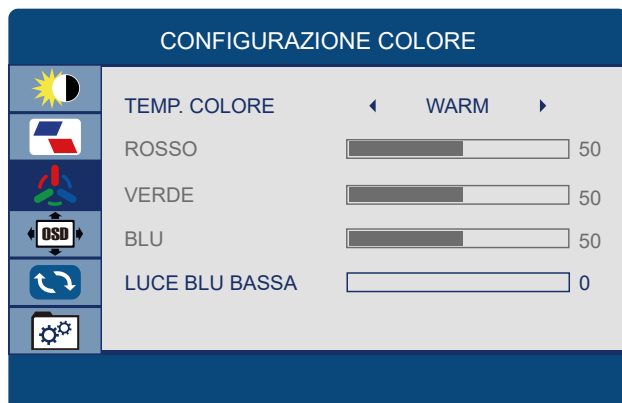 CONFIGURAZIONE COLORE
TEMP. COLORE WARM
ROSSO 50
VERDE 50
BLU 50
OSD
LUCE BLU BASSA 0